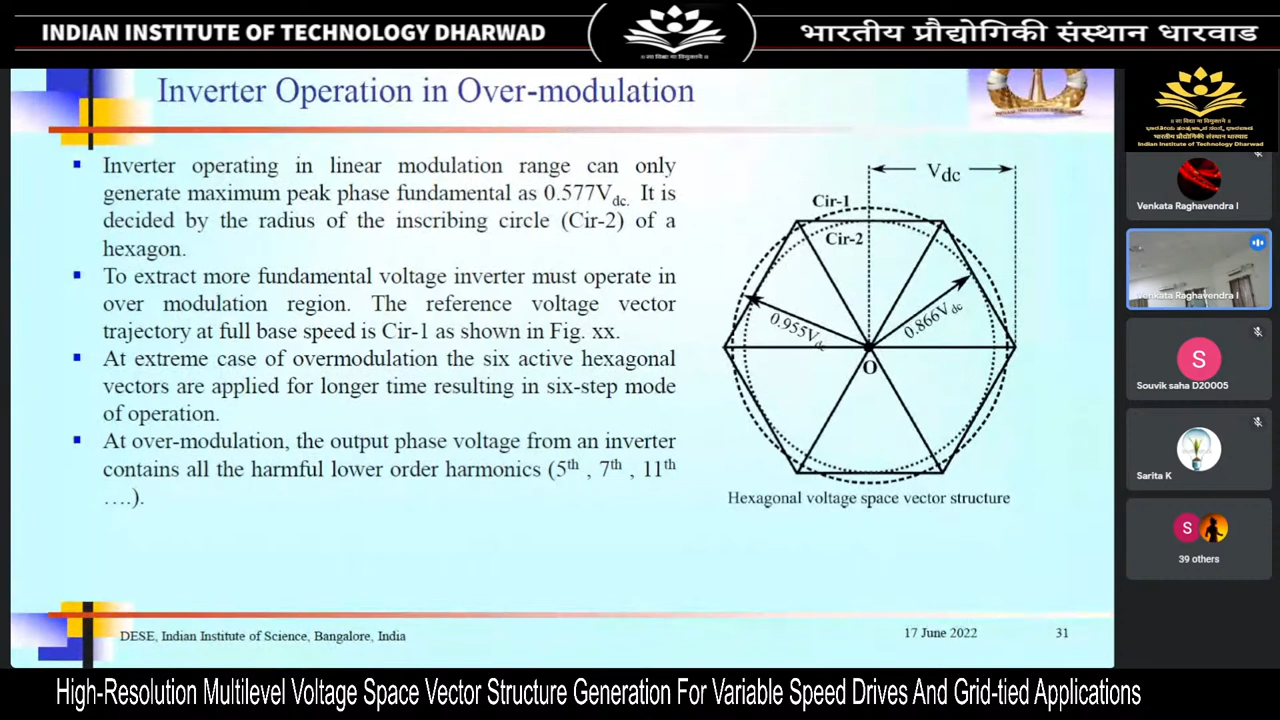 INDIAN INSTITUTE OF TECHNOLOGY DHARWAD
भारतीय प्रौद्योगिकी संस्थान धारवाड
Inverter Operation in Over-modulation
Inverter operating in linear modulation range can only
generate maximum peak phase fundamental as 0.577Vdc. It is
decided by the radius of the inscribing circle (Cir-2) of a
hexagon.
To extract more fundamental voltage inverter must operate in
over modulation region. The reference voltage vector
trajectory at full base speed is Cir-1 as shown in Fig. xx.
At extreme case of overmodulation the six active hexagonal
vectors are applied for longer time resulting in six-step mode
of operation.
At over-modulation, the output phase voltage from an inverter
contains all the harmful lower order harmonics (5th , 7th , 11th
….).
Vdc
Cir-1
Cir-2
0.955Vdc
0.866Vdc
O
Hexagonal voltage space vector structure
DESE, Indian Institute of Science, Bangalore, India
17 June 2022
31
Indian Institute of Technology Dharwad
Venkata Raghavendra I
Venkata Raghavendra I
S
Souvik saha D20005
Sarita K
S
39 others
High-Resolution Multilevel Voltage Space Vector Structure Generation For Variable Speed Drives And Grid-tied Applications